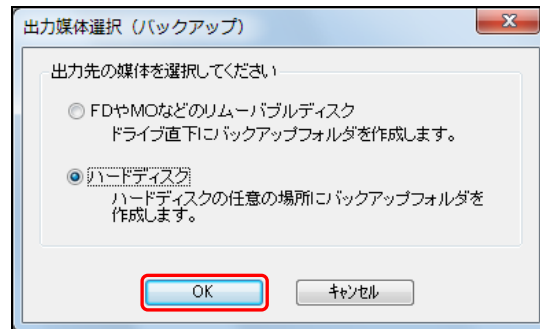 出力媒体選択（バックアップ）
出力先の媒体を選択してください
FDやMOなどのリムーバブルディスク
ドライブ直下にバックアップフォルダを作成します。
ハードディスク
ハードディスクの任意の場所にバックアップフォルダを
作成します。
OK
キャンセル